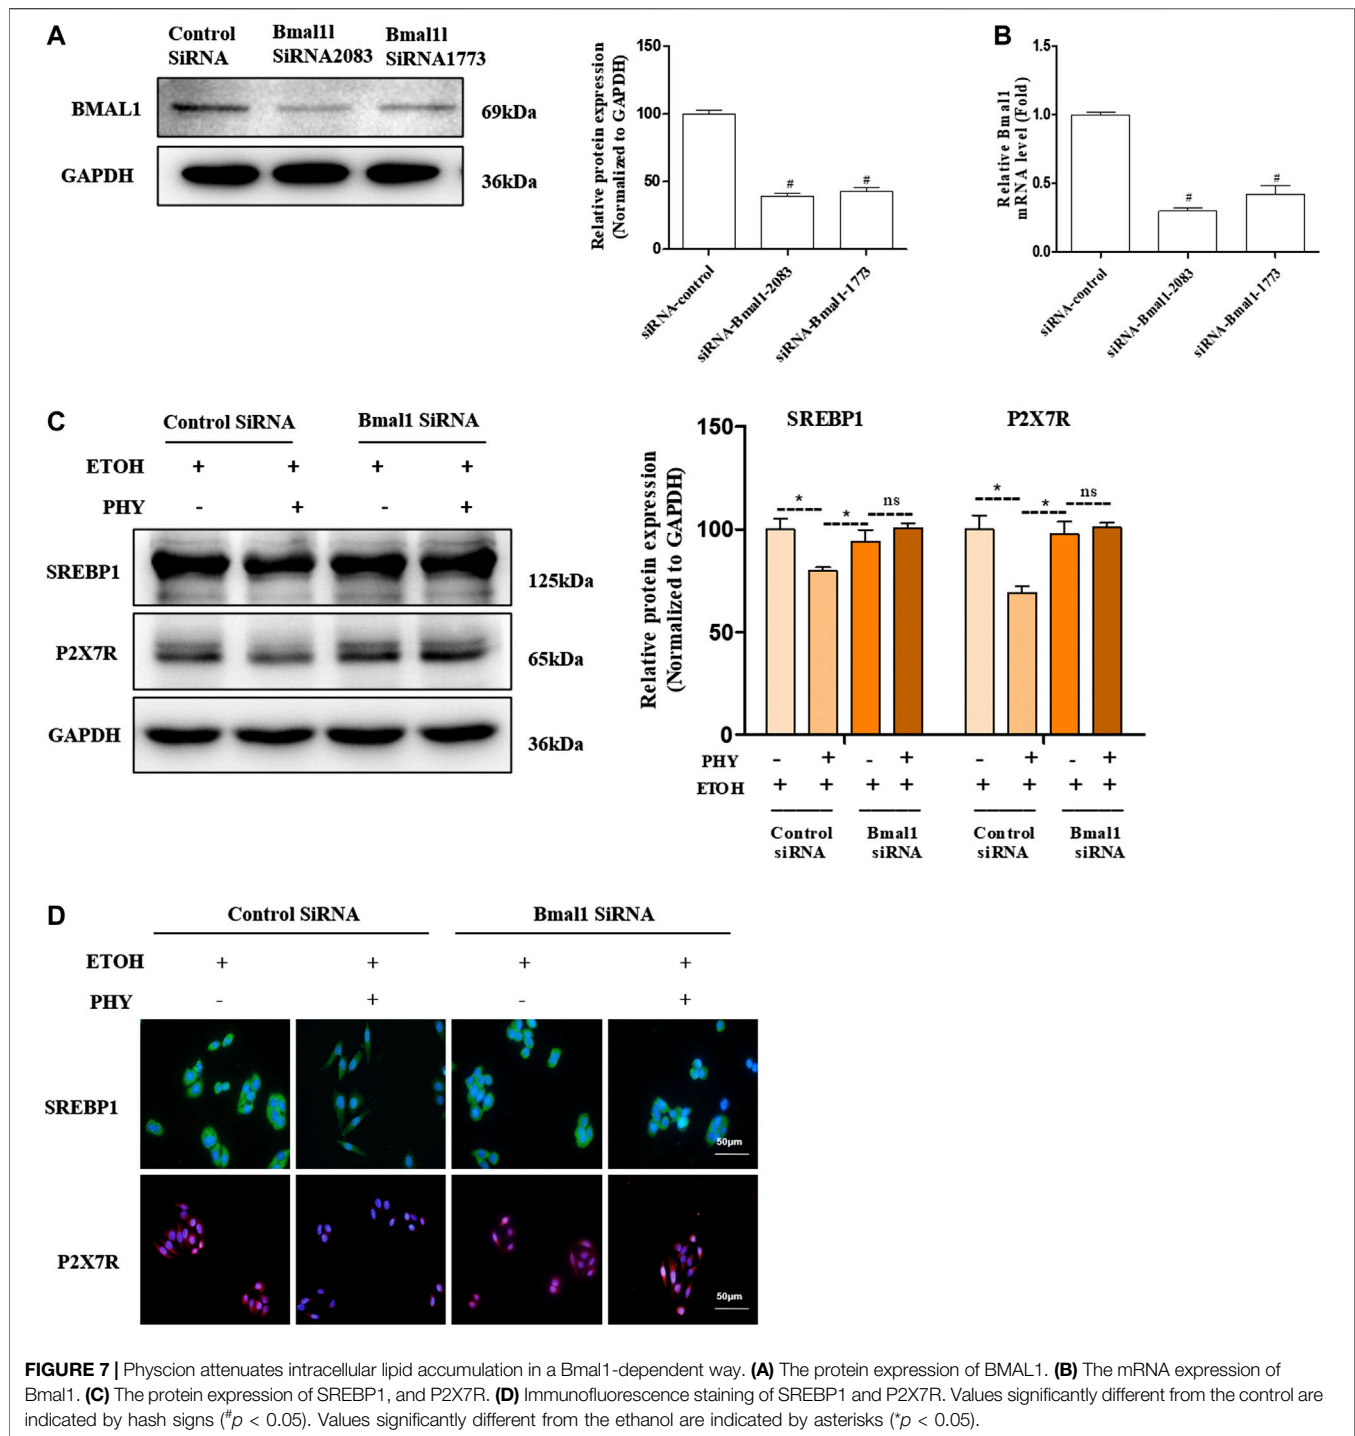 A
Control SiRNA
Bmal1l SiRNA2083
Bmal1l SiRNA1773
BMAL1
69kDa
GAPDH
36kDa
Relative protein expression
(Normalized to GAPDH)
150
100
50
0
#
#
siRNA-control
siRNA-Bmal1-2083
siRNA-Bmal1-1773
B
Relative Bmal1
mRNA level (Fold)
1.5
1.0
0.5
0.0
#
#
siRNA-control
siRNA-Bmal1-2083
siRNA-Bmal1-1773
C
Control SiRNA
Bmal1 SiRNA
ETOH + + + +
PHY - + - +
SREBP1
125kDa
P2X7R
65kDa
GAPDH
36kDa
Relative protein expression
(Normalized to GAPDH)
SREBP1
P2X7R
150
100
50
0
* * ns
* * ns
PHY - + - + - + - +
ETOH + + + + + + + +
Control siRNA
Bmal1 siRNA
Control siRNA
Bmal1 siRNA
D
Control SiRNA
Bmal1 SiRNA
ETOH + + + +
PHY - + - +
SREBP1
50μm
P2X7R
50μm
FIGURE 7 | Physcion attenuates intracellular lipid accumulation in a Bmal1-dependent way. (A) The protein expression of BMAL1. (B) The mRNA expression of
Bmal1. (C) The protein expression of SREBP1, and P2X7R. (D) Immunofluorescence staining of SREBP1 and P2X7R. Values significantly different from the control are
indicated by hash signs (#p < 0.05). Values significantly different from the ethanol are indicated by asterisks (*p < 0.05).